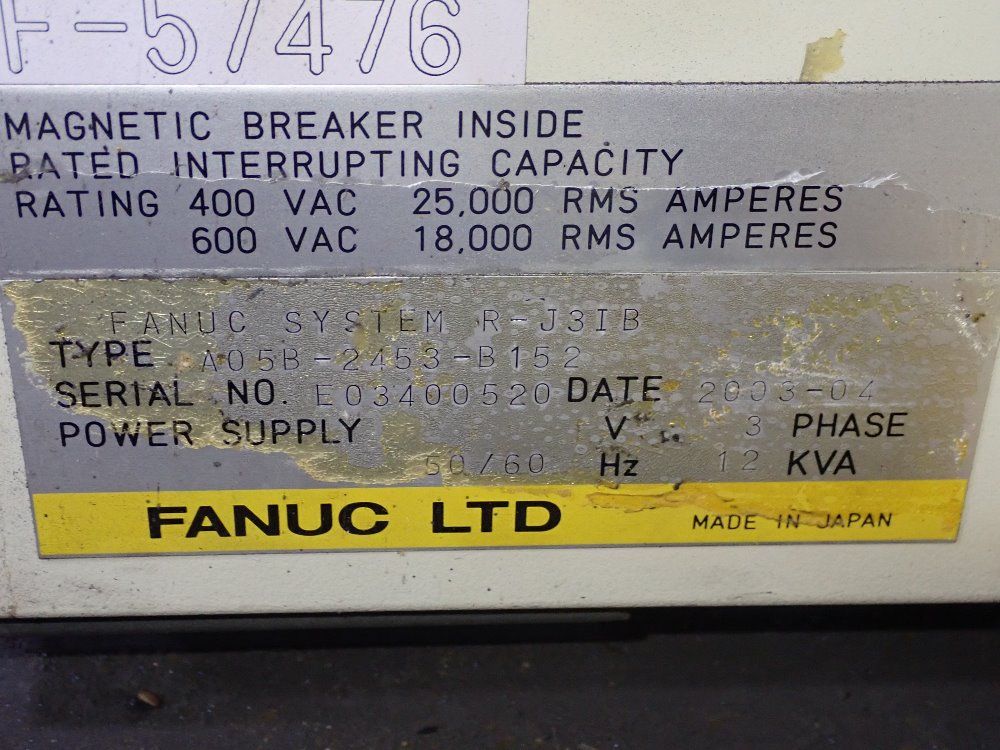 F-57476
MAGNETIC BREAKER INSIDE
RATED INTERRUPTING CAPACITY
RATING 400 VAC 25,000 RMS AMPERES
600 VAC 18,000 RMS AMPERES
FANUC SYSTEM R-J3IB
TYPE A05B-2453-B152
SERIAL NO. E03400520 DATE 2003-04
POWER SUPPLY V 3 PHASE
50/60 Hz 12 KVA
FANUC LTD MADE IN JAPAN